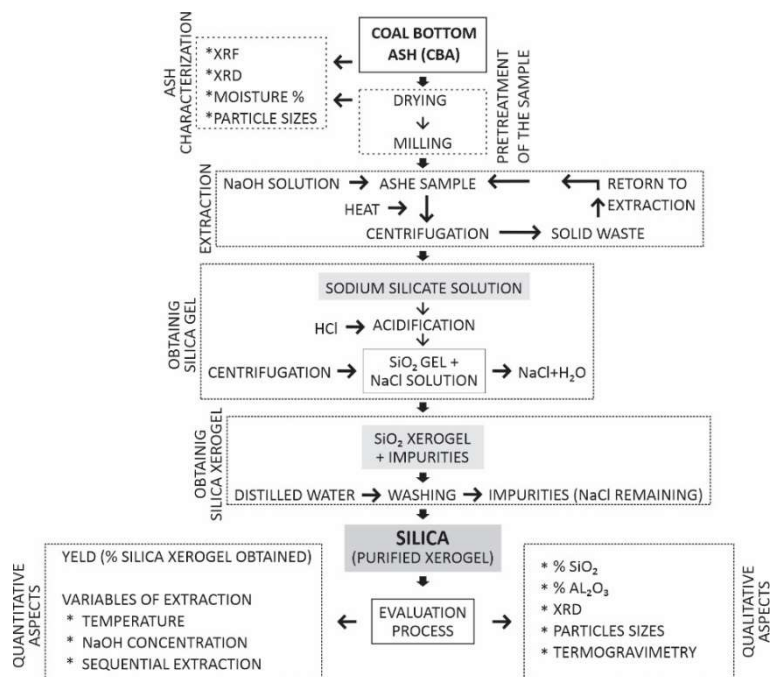 COAL BOTTOM
ASH (CBA)
ASH
CHARACTERIZATION
*XRF
*XRD
*MOISTURE %
*PARTICLE SIZES
DRYING
MILLING
PRETREATMENT
OF THE SAMPLE
EXTRACTION
NaOH SOLUTION
ASHE SAMPLE
RETURN TO
EXTRACTION
HEAT
CENTRIFUGATION
SOLID WASTE
OBTAINIG
SILICA GEL
SODIUM SILICATE SOLUTION
HCl
ACIDIFICATION
CENTRIFUGATION
SiO₂ GEL +
NaCl SOLUTION
NaCl+H₂O
OBTAINIG
SILICA XEROGEL
SiO₂ XEROGEL
+ IMPURITIES
DISTILLED WATER
WASHING
IMPURITIES (NaCl REMAINING)
SILICA
(PURIFIED XEROGEL)
QUANTITATIVE
ASPECTS
YELD (% SILICA XEROGEL OBTAINED)
VARIABLES OF EXTRACTION
* TEMPERATURE
* NaOH CONCENTRATION
* SEQUENTIAL EXTRACTION
EVALUATION
PROCESS
* % SiO₂
* % AL₂O₃
* XRD
* PARTICLES SIZES
* TERMOGRAVIMETRY
QUALITATIVE
ASPECTS